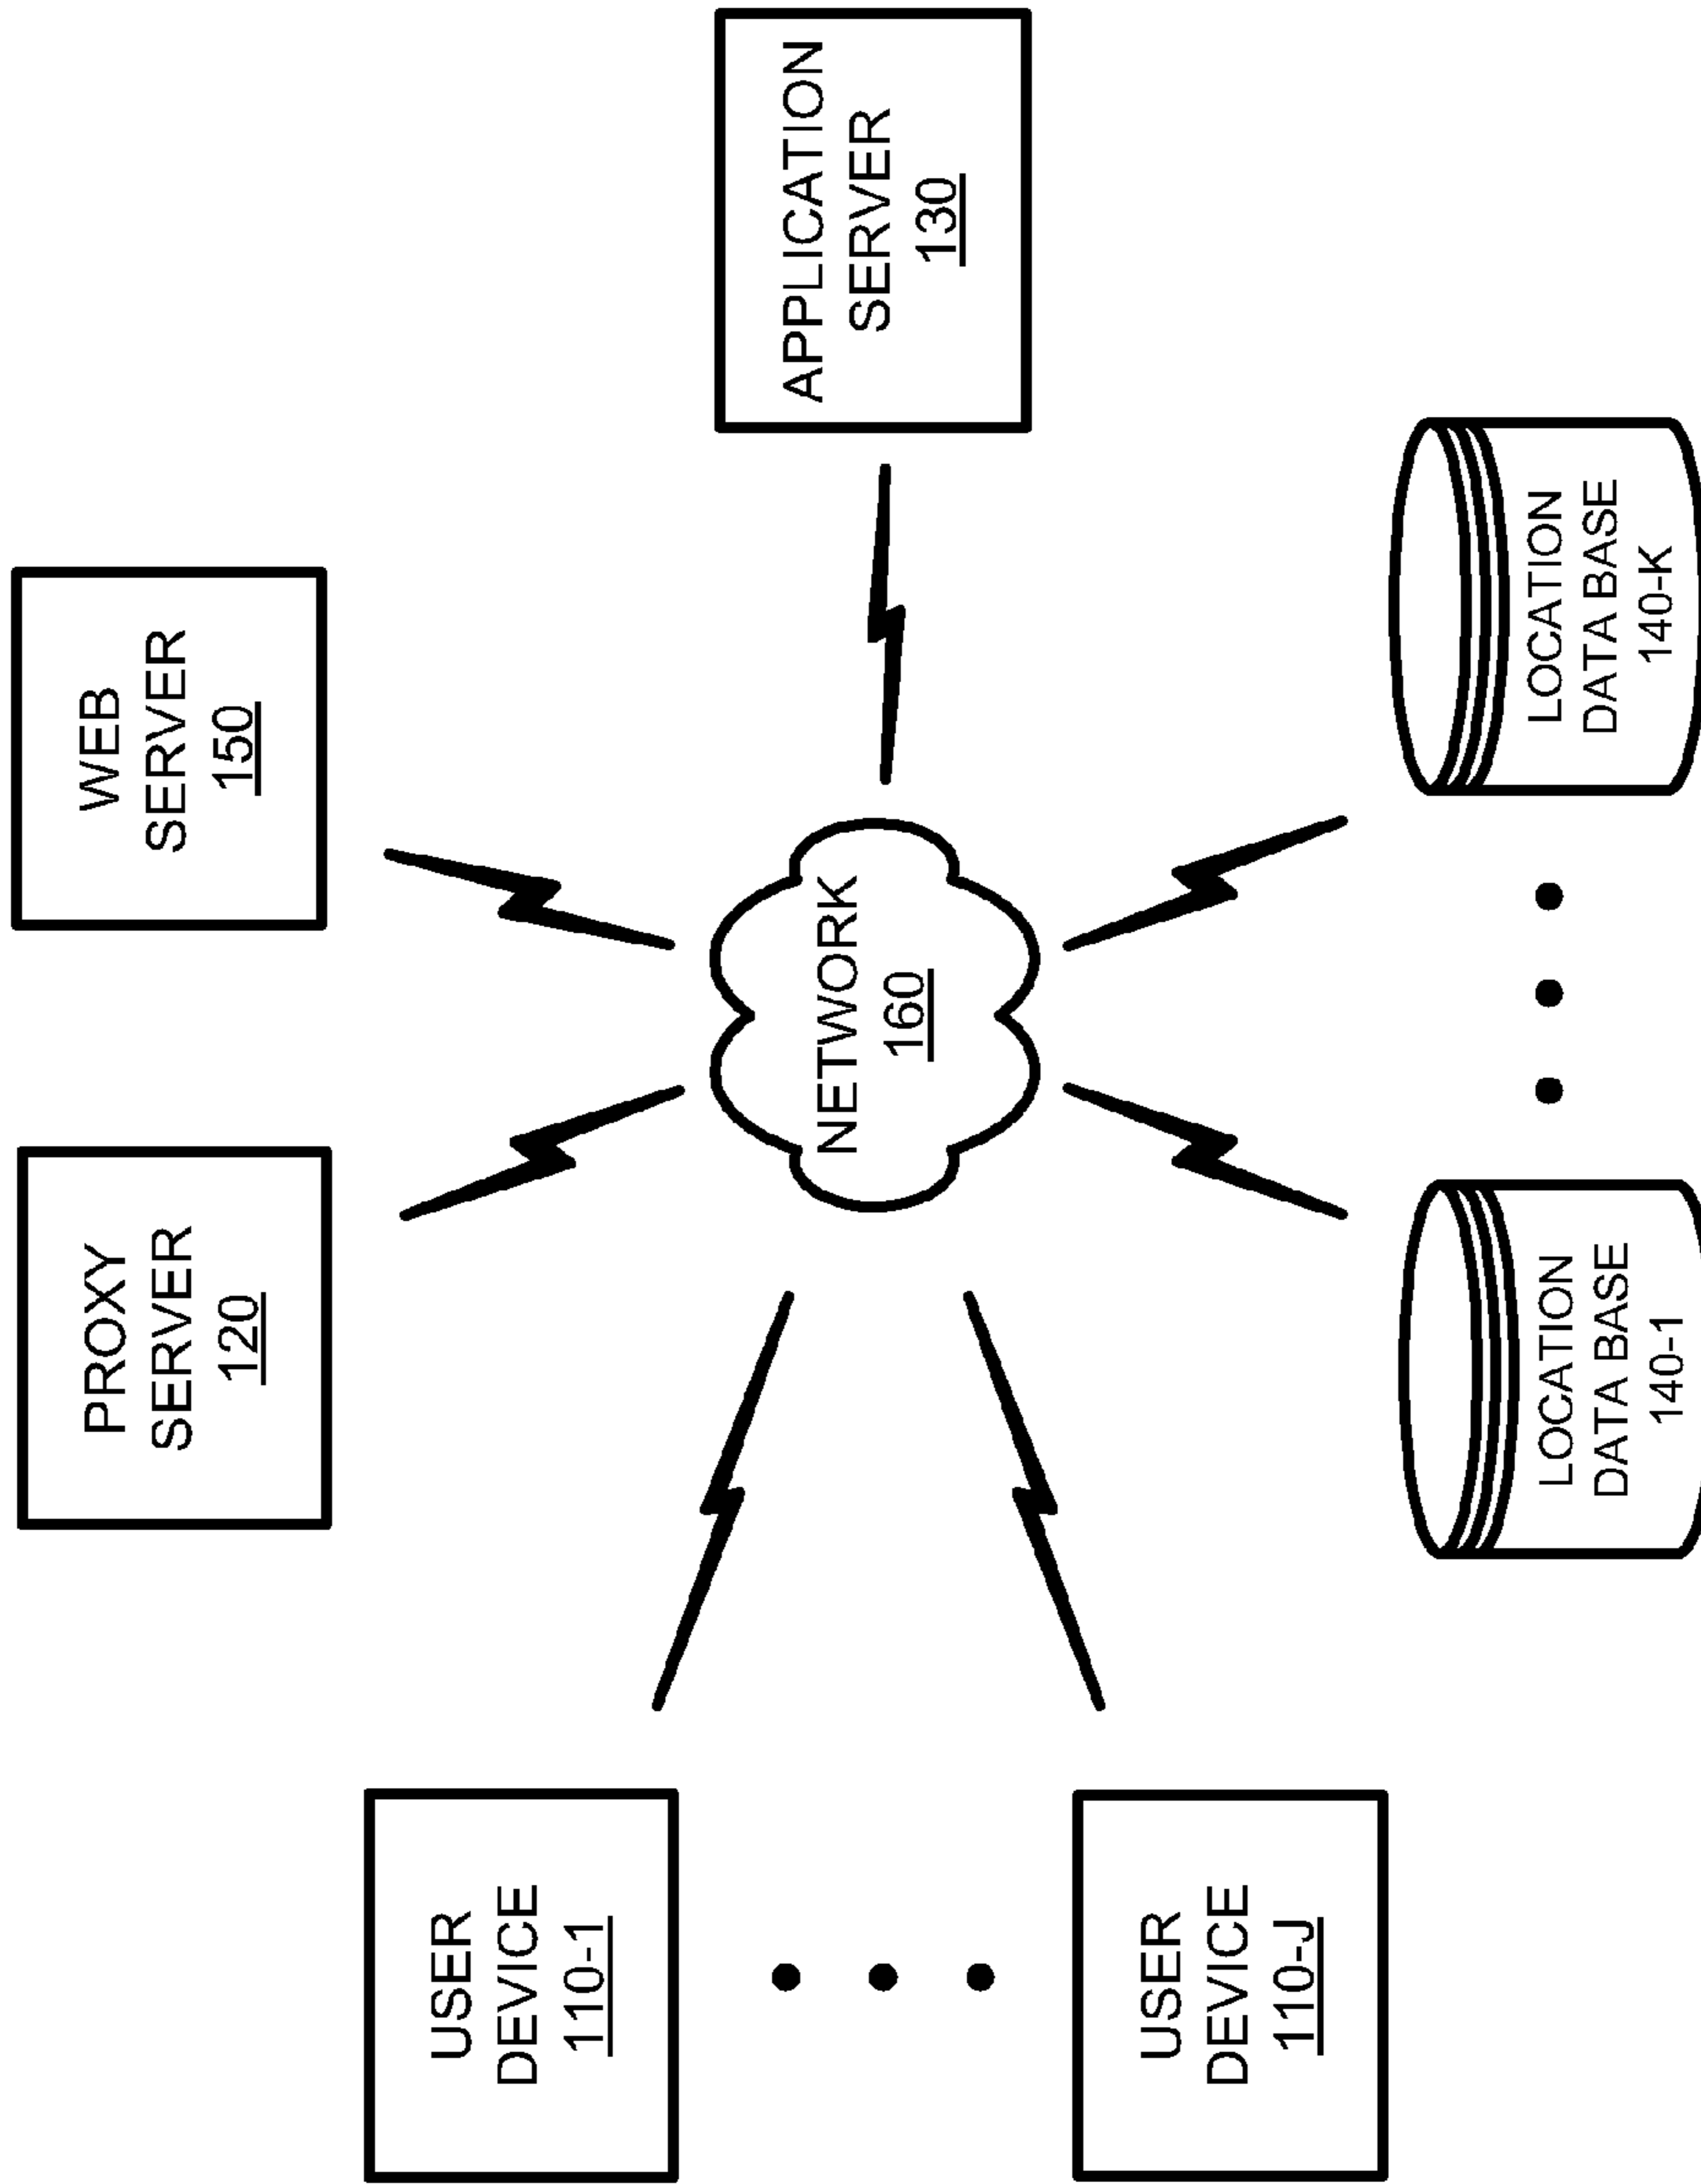 PROXY
SERVER
120
WEB
SERVER
150
USER
DEVICE
110-1
NETWORK
160
APPLICATION
SERVER
130
USER
DEVICE
110-J
LOCATION
DATA BASE
140-1
LOCATION
DATA BASE
140-K